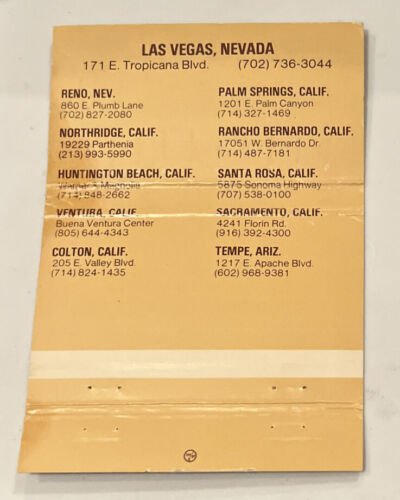 LAS VEGAS, NEVADA
171 E. Tropicana Blvd. (702) 736-3044
RENO, NEV.
860 E. Plumb Lane
(702) 827-2080
NORTHRIDGE, CALIF.
19229 Parthenia
(213) 993-5990
HUNTINGTON BEACH, CALIF.
Warner & Magnolia
(714) 848-2662
VENTURA, CALIF.
Buena Ventura Center
(805) 644-4343
COLTON, CALIF.
205 E. Valley Blvd.
(714) 824-1435
PALM SPRINGS, CALIF.
1201 E. Palm Canyon
(714) 327-1469
RANCHO BERNARDO, CALIF.
17051 W. Bernardo Dr.
(714) 487-7181
SANTA ROSA, CALIF.
5875 Sonoma Highway
(707) 538-0100
SACRAMENTO, CALIF.
4241 Florin Rd.
(916) 392-4300
TEMPE, ARIZ.
1217 E. Apache Blvd.
(602) 968-9381